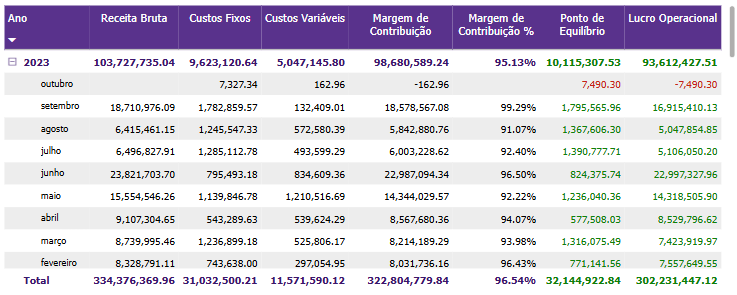 Ano Receita Bruta Custos Fixos Custos Variáveis Margem de Contribuição Margem de Contribuição % Ponto de Equilíbrio Lucro Operacional
2023 103,727,735.04 9,623,120.64 5,047,145.80 98,680,589.24 95.13% 10,115,307.53 93,612,427.51
outubro 7,327.34 162.96 -162.96 7,490.30 -7,490.30
setembro 18,710,976.09 1,782,859.57 132,409.01 18,578,567.08 99.29% 1,795,565.96 16,915,410.13
agosto 6,415,461.15 1,245,547.33 572,580.39 5,842,880.76 91.07% 1,367,606.30 5,047,854.85
julho 6,496,827.91 1,285,112.78 493,599.29 6,003,228.62 92.40% 1,390,777.71 5,106,050.20
junho 23,821,703.70 795,493.18 834,609.36 22,987,094.34 96.50% 824,375.74 22,997,327.96
maio 15,554,546.26 1,139,846.78 1,210,516.69 14,344,029.57 92.22% 1,236,040.36 14,318,505.90
abril 9,107,304.65 543,289.63 539,624.29 8,567,680.36 94.07% 577,508.03 8,529,796.62
março 8,739,995.46 1,236,899.18 525,806.17 8,214,189.29 93.98% 1,316,075.49 7,423,919.97
fevereiro 8,328,791.11 743,638.00 297,054.95 8,031,736.16 96.43% 771,141.56 7,557,649.55
Total 334,376,369.96 31,032,500.21 11,571,590.12 322,804,779.84 96.54% 32,144,922.84 302,231,447.12